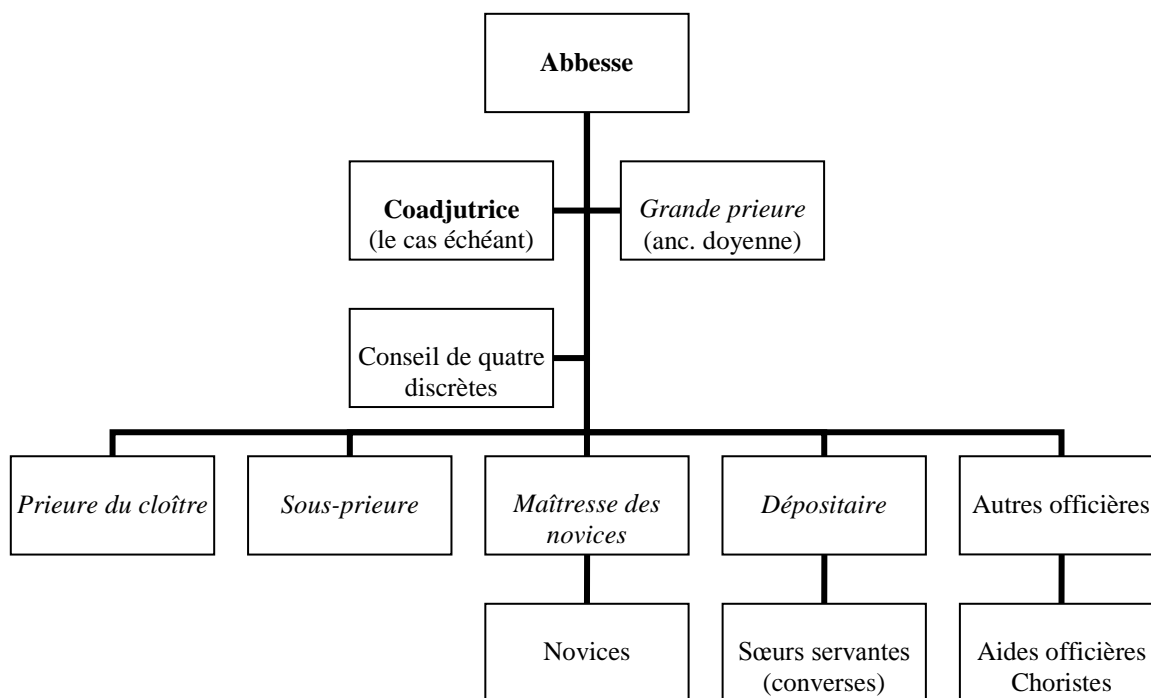 Abbesse
Coadjutrice
(le cas échéant)
Grande prieure
(anc. doyenne)
Conseil de quatre
discrètes
Prieure du cloître
Sous-prieure
Maîtresse des
novices
Dépositaire
Autres officières
Novices
Sœurs servantes
(converses)
Aides officières
Choristes